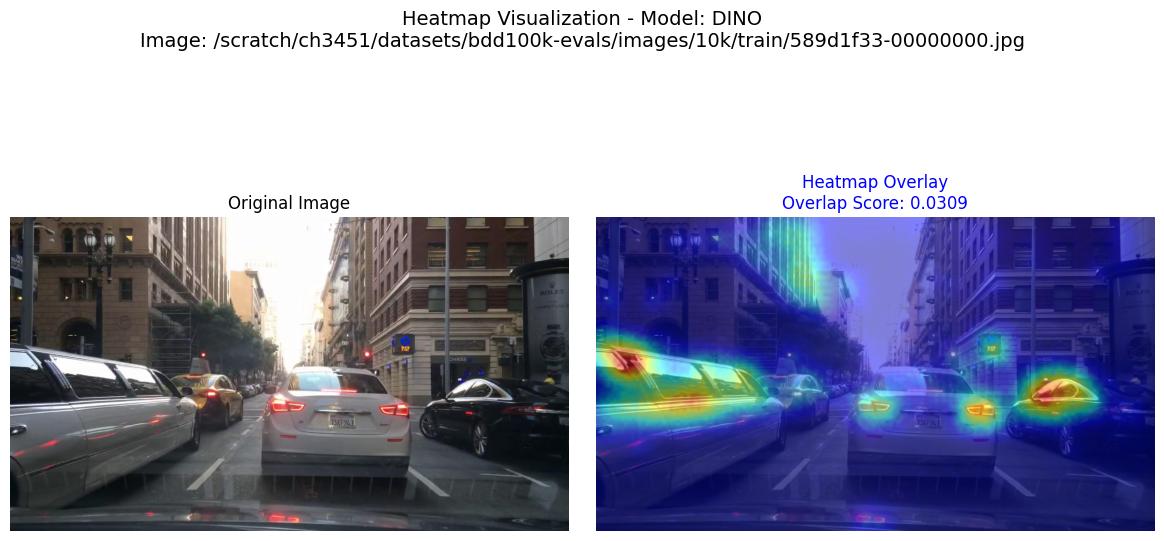 Heatmap Visualization - Model: DINO
Image: /scratch/ch3451/datasets/bdd100k-evals/images/10k/train/589d1f33-00000000.jpg
Original Image
Heatmap Overlay
Overlap Score: 0.0309
ROLEX